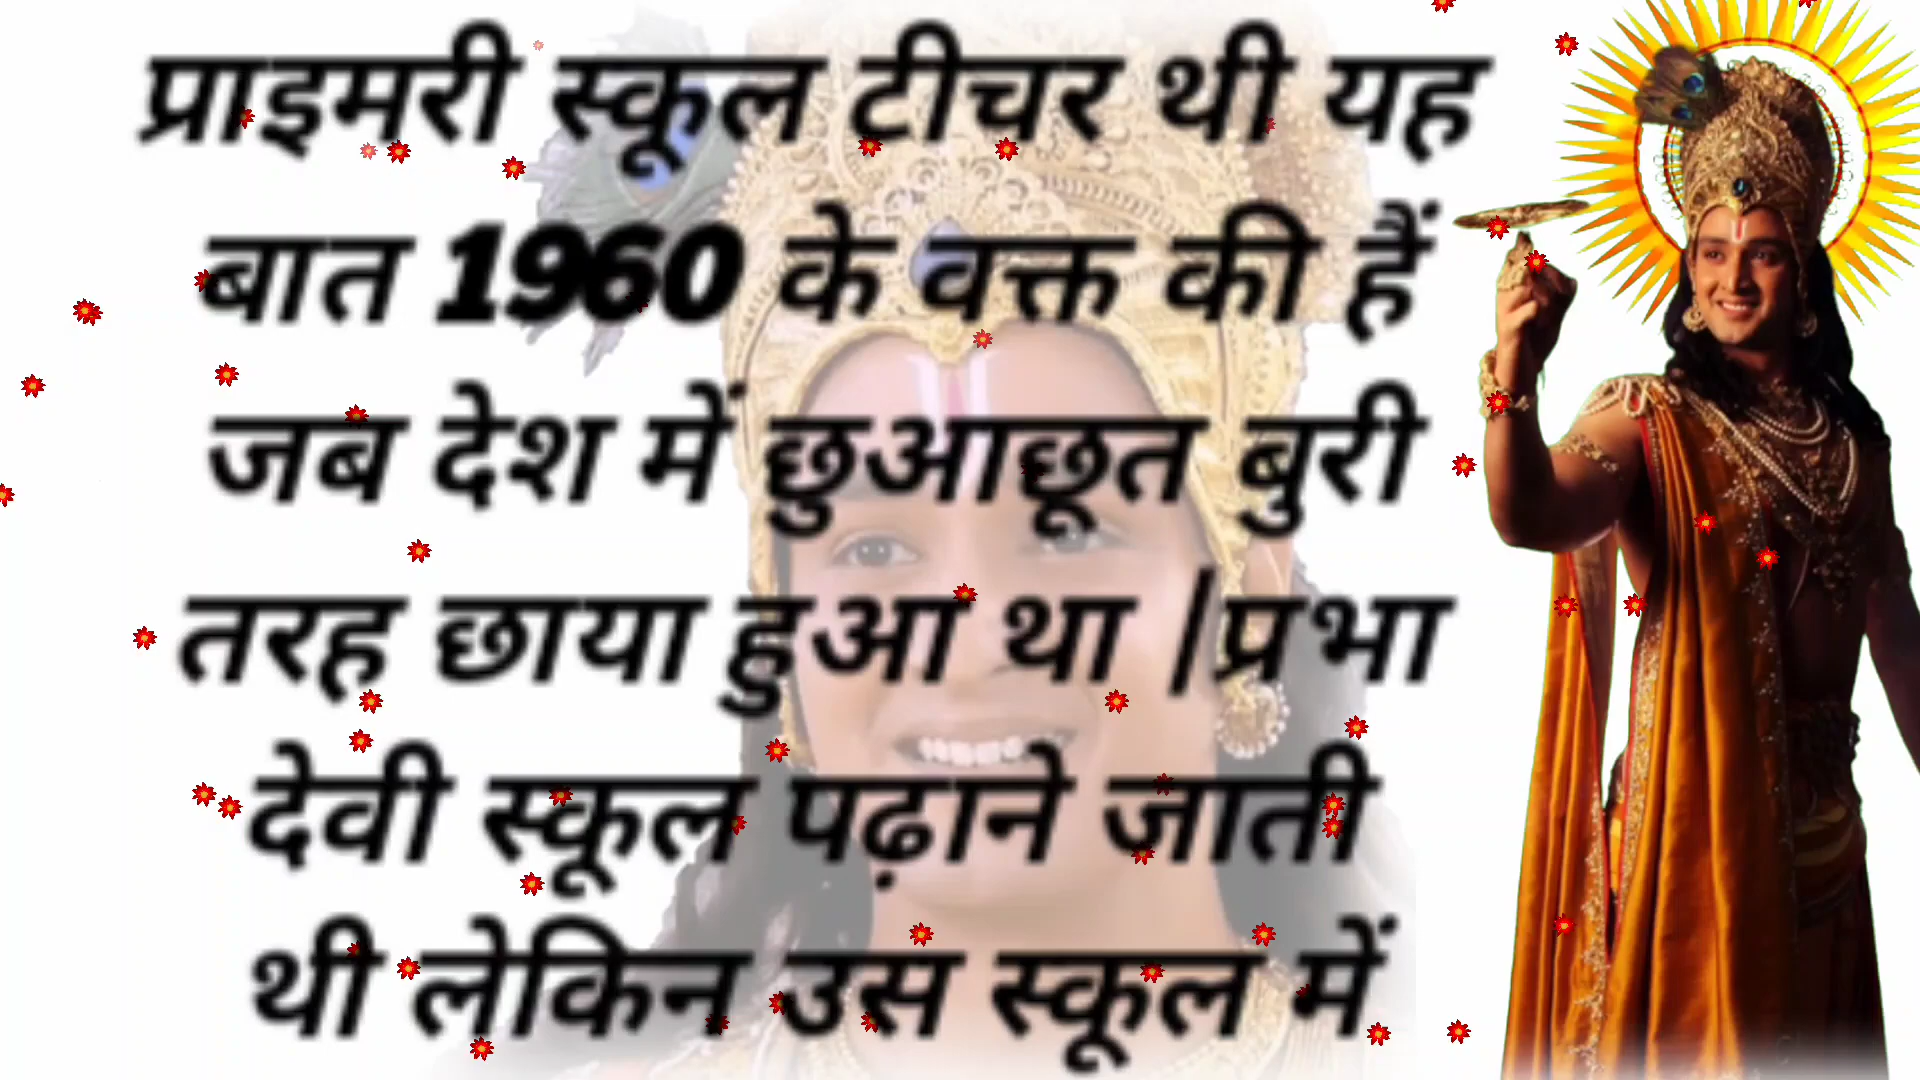 प्राइमरी स्कूल टीचर थी यह
बात 1960 के वक्त की हैं
जब देश में छुआछूत बुरी
तरह छाया हुआ था |प्रभा
देवी स्कूल पढ़ाने जाती
थी लेकिन उस स्कूल में